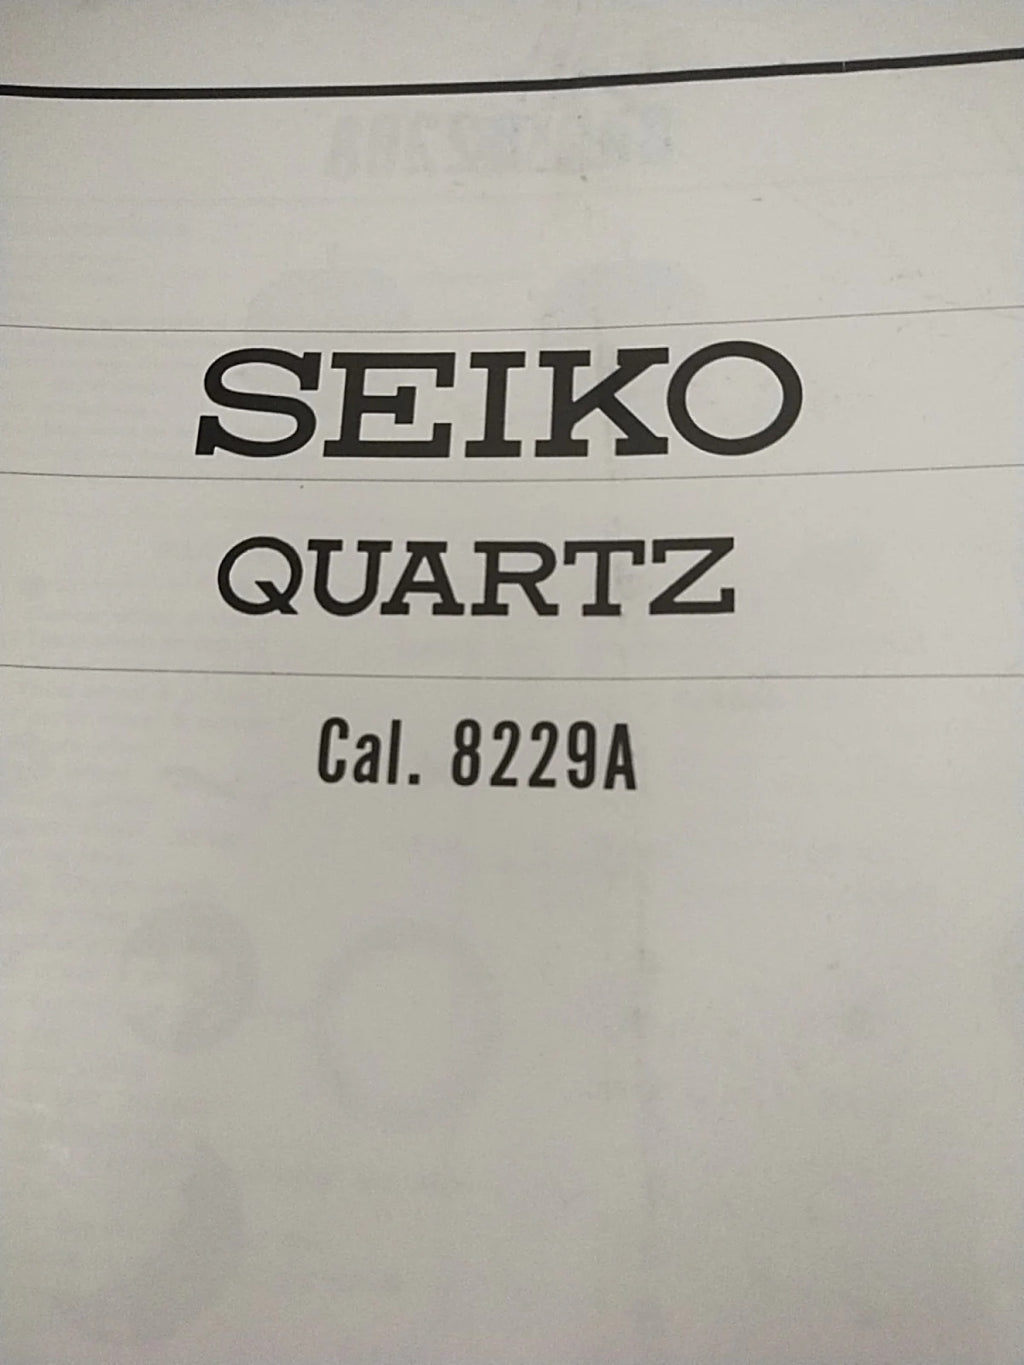 SEIKO
QUARTZ
Cal. 8229A